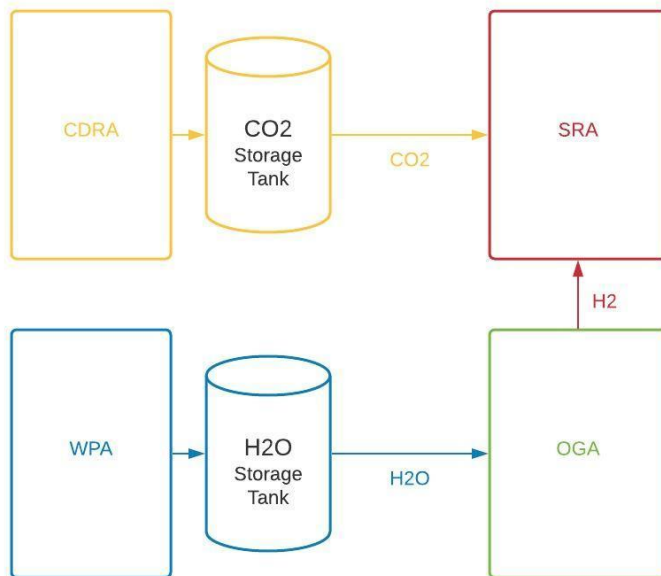 CDRA
CO2
Storage
Tank
CO2
SRA
H2
WPA
H2O
Storage
Tank
H2O
OGA